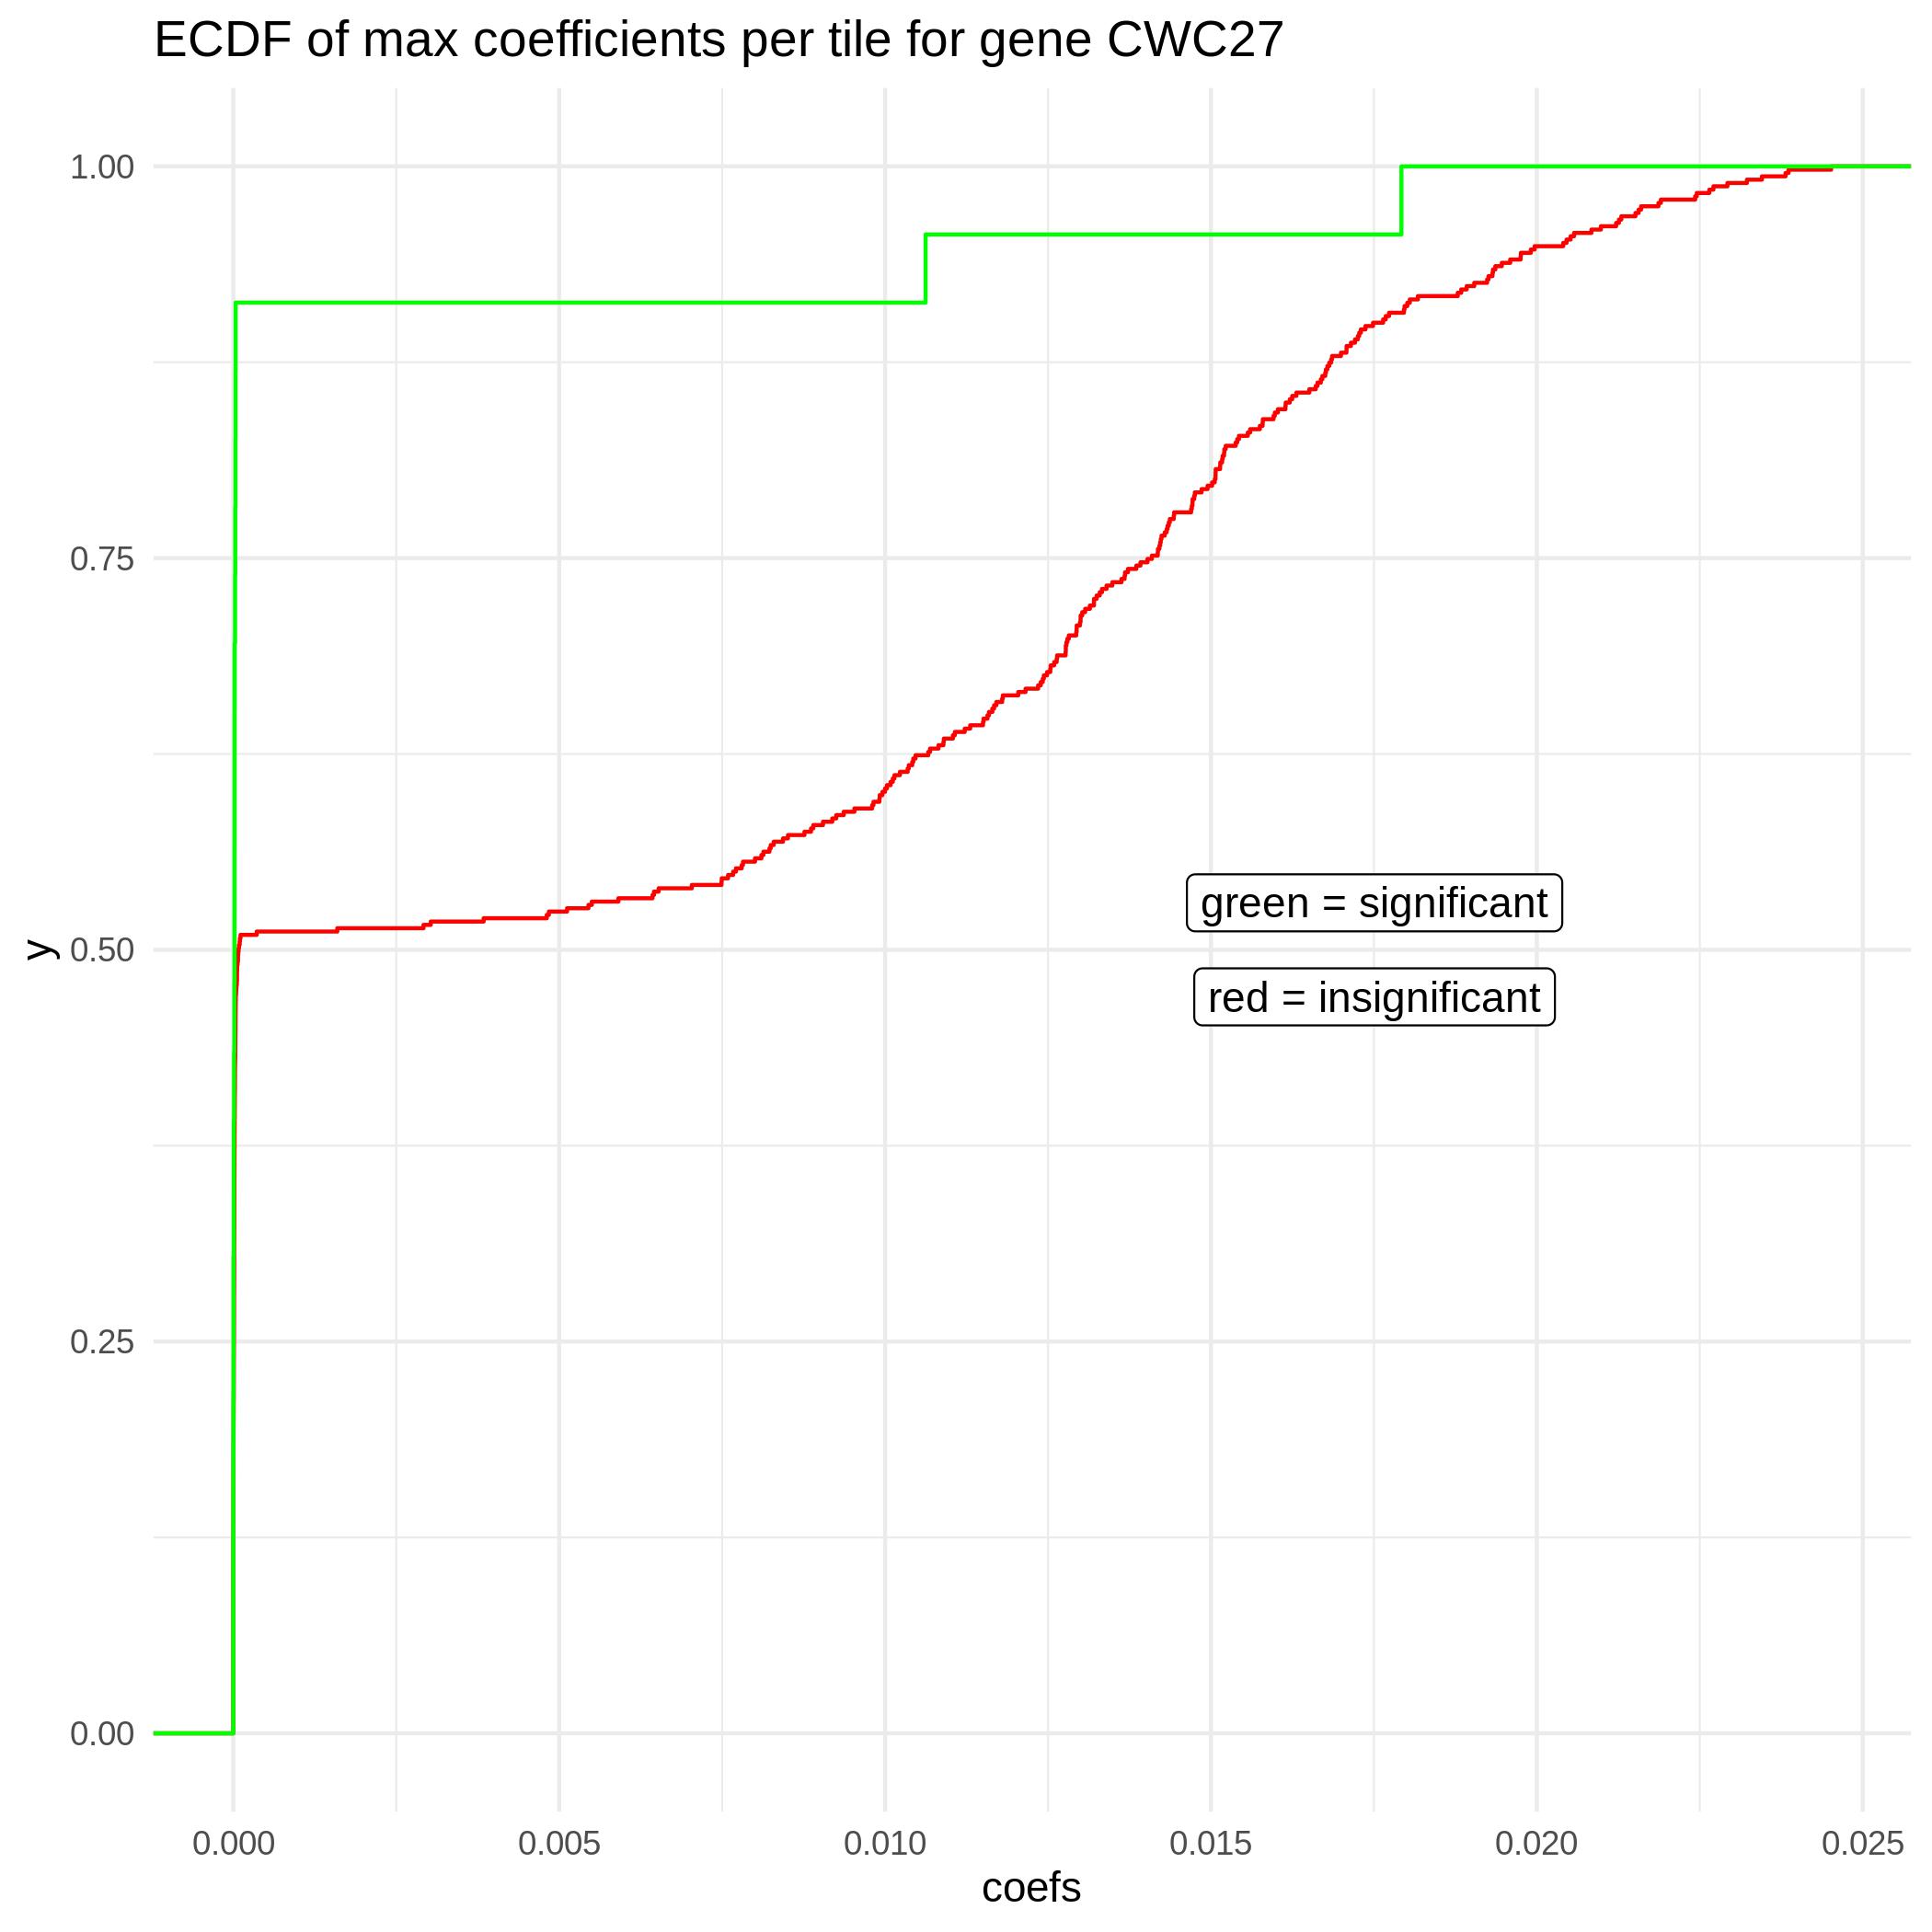 ECDF of max coefficients per tile for gene CWC27
1.00
0.75
0.50
0.25
0.00
y
green = significant
red = insignificant
0.000 0.005 0.010 0.015 0.020 0.025
coefs